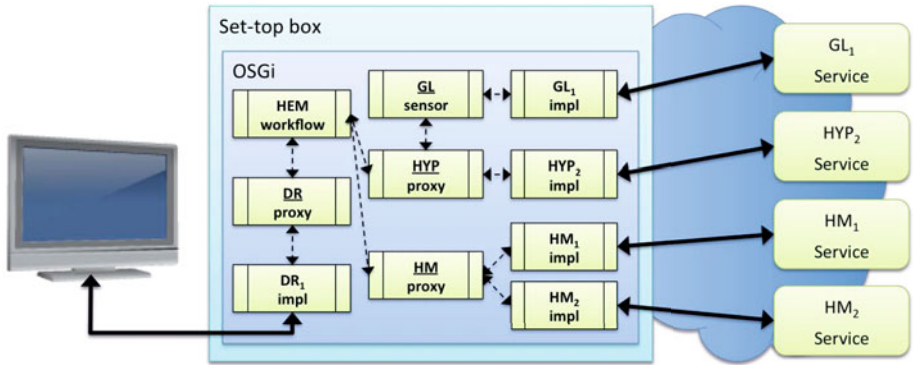 Set-top box
OSGi
HEM
workflow
DR
proxy
DR₁
impl
GL
sensor
HYP
proxy
HM
proxy
GL₁
impl
HYP₂
impl
HM₁
impl
HM₂
impl
GL₁
Service
HYP₂
Service
HM₁
Service
HM₂
Service